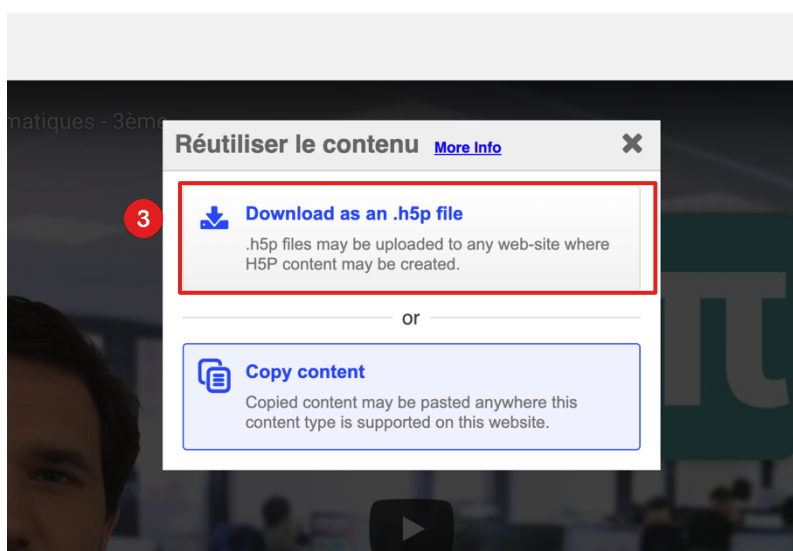 matiques - 3ème
Réutiliser le contenu More Info
3
Download as an .h5p file
.h5p files may be uploaded to any web-site where
H5P content may be created.
or
Copy content
Copied content may be pasted anywhere this
content type is supported on this website.